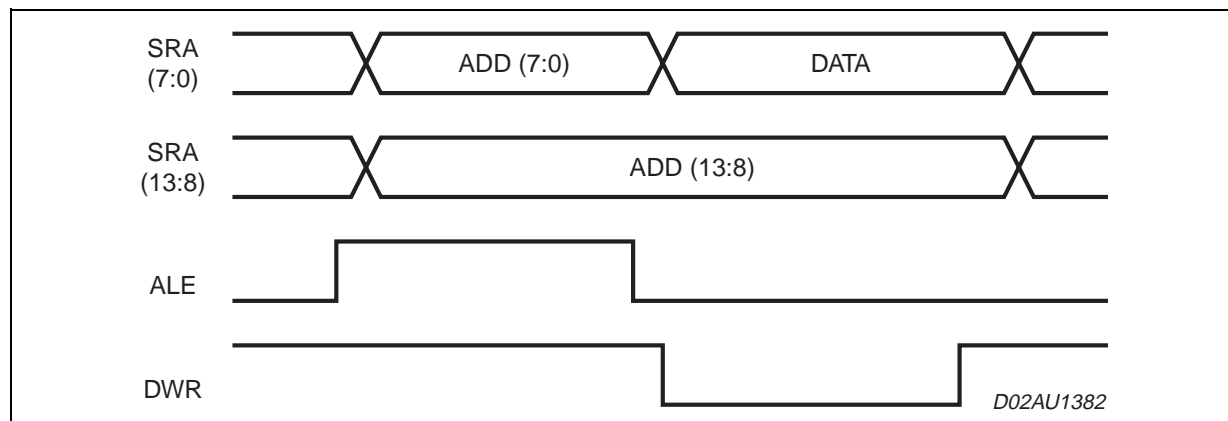 SRA
(7:0)
ADD (7:0)
DATA
SRA
(13:8)
ADD (13:8)
ALE
DWR
D02AU1382